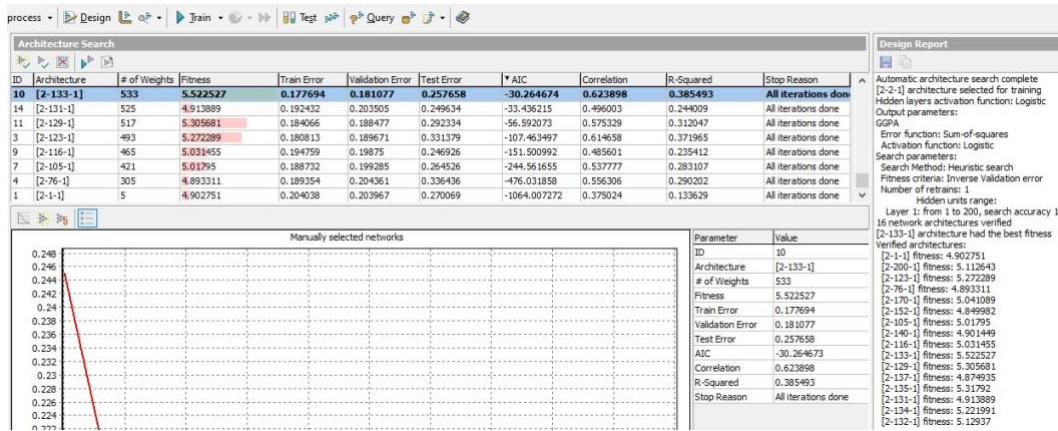 process Design Train Test Query
Architecture Search
ID Architecture # of Weights Fitness Train Error Validation Error Test Error AIC Correlation R-Squared Stop Reason
10 [2-133-1] 533 5.522527 0.177694 0.181077 0.257658 -30.264674 0.623898 0.385493 All iterations done
14 [2-131-1] 525 4.913889 0.192432 0.203505 0.249634 -33.436215 0.496003 0.244009 All iterations done
11 [2-129-1] 517 5.305681 0.184066 0.188477 0.292334 -56.592073 0.575329 0.312047 All iterations done
3 [2-123-1] 493 5.272289 0.180813 0.189671 0.331379 -107.463497 0.614658 0.371965 All iterations done
9 [2-116-1] 465 5.031455 0.194759 0.19875 0.246926 -151.500992 0.485601 0.235412 All iterations done
7 [2-105-1] 421 5.01795 0.188732 0.199285 0.264526 -244.561655 0.537777 0.283107 All iterations done
4 [2-76-1] 305 4.893311 0.189354 0.204361 0.336436 -476.031858 0.556306 0.290202 All iterations done
1 [2-1-1] 5 4.902751 0.204038 0.203967 0.270069 -1064.007272 0.375024 0.133629 All iterations done
Manually selected networks
0.248
0.246
0.244
0.242
0.24
0.238
0.236
0.234
0.232
0.23
0.228
0.226
0.224
0.222
Parameter Value
ID 10
Architecture [2-133-1]
# of Weights 533
Fitness 5.522527
Train Error 0.177694
Validation Error 0.181077
Test Error 0.257658
AIC -30.264673
Correlation 0.623898
R-Squared 0.385493
Stop Reason All iterations done
Design Report
Automatic architecture search complete
[2-2-1] architecture selected for training
Hidden layers activation function: Logistic
Output parameters:
GGPA
Error function: Sum-of-squares
Activation function: Logistic
Search parameters:
Search Method: Heuristic search
Fitness criteria: Inverse Validation error
Number of retrains: 1
Hidden units range:
Layer 1: from 1 to 200, search accuracy 1
16 network architectures verified
[2-133-1] architecture had the best fitness
Verified architectures:
[2-1-1] fitness: 4.902751
[2-200-1] fitness: 5.112643
[2-123-1] fitness: 5.272289
[2-76-1] fitness: 4.893311
[2-170-1] fitness: 5.041089
[2-152-1] fitness: 4.849982
[2-105-1] fitness: 5.01795
[2-140-1] fitness: 4.901449
[2-116-1] fitness: 5.031455
[2-133-1] fitness: 5.522527
[2-129-1] fitness: 5.305681
[2-137-1] fitness: 4.874935
[2-135-1] fitness: 5.31792
[2-131-1] fitness: 4.913889
[2-134-1] fitness: 5.221991
[2-132-1] fitness: 5.12937